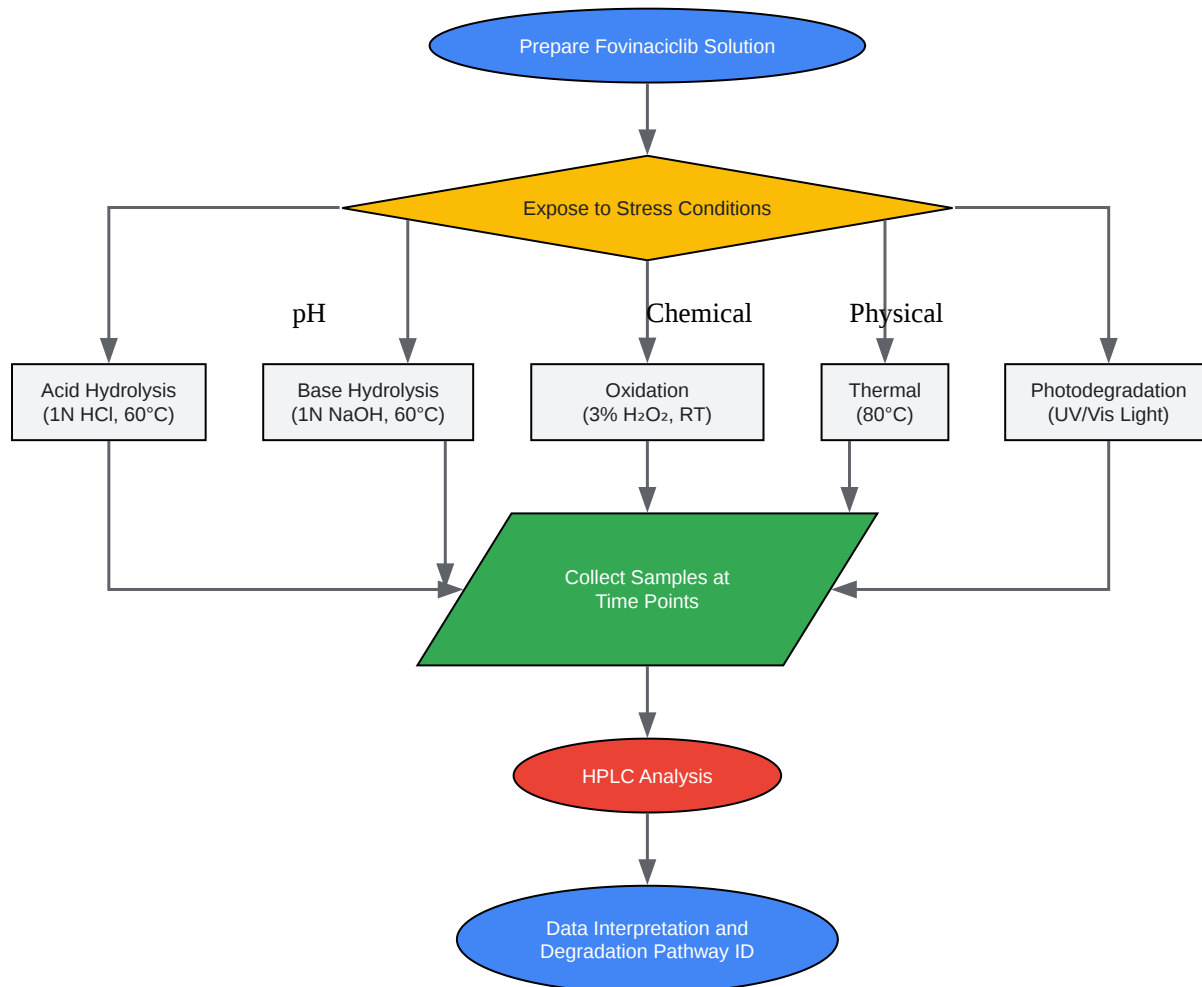 Prepare Fovinaciclib Solution
Expose to Stress Conditions
pH
Chemical
Physical
Acid Hydrolysis
(1N HCl, 60°C)
Base Hydrolysis
(1N NaOH, 60°C)
Oxidation
(3% H₂O₂, RT)
Thermal
(80°C)
Photodegradation
(UV/Vis Light)
Collect Samples at
Time Points
HPLC Analysis
Data Interpretation and
Degradation Pathway ID